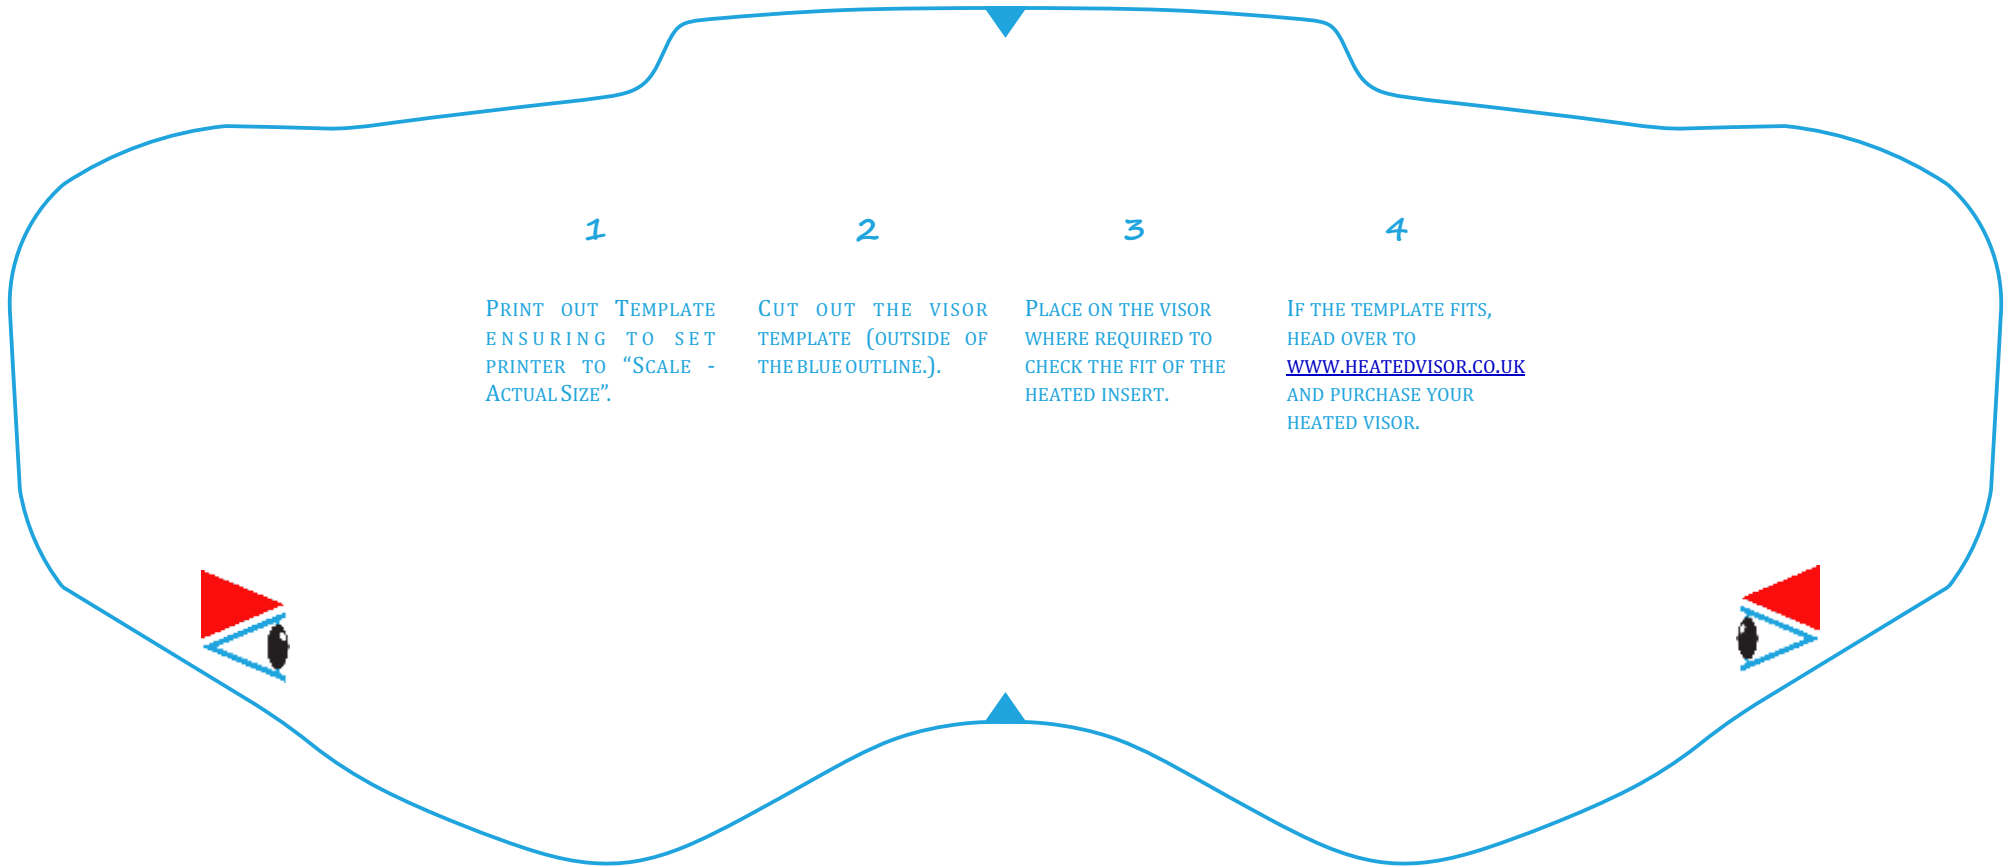 1
Print out Template
ensuring to set
printer to “Scale -
Actual Size”.
2
Cut out the visor
template (outside of
the blue outline.).
3
Place on the visor
where required to
check the fit of the
heated insert.
4
If the template fits,
head over to
www.heatedvisor.co.uk
and purchase your
heated visor.